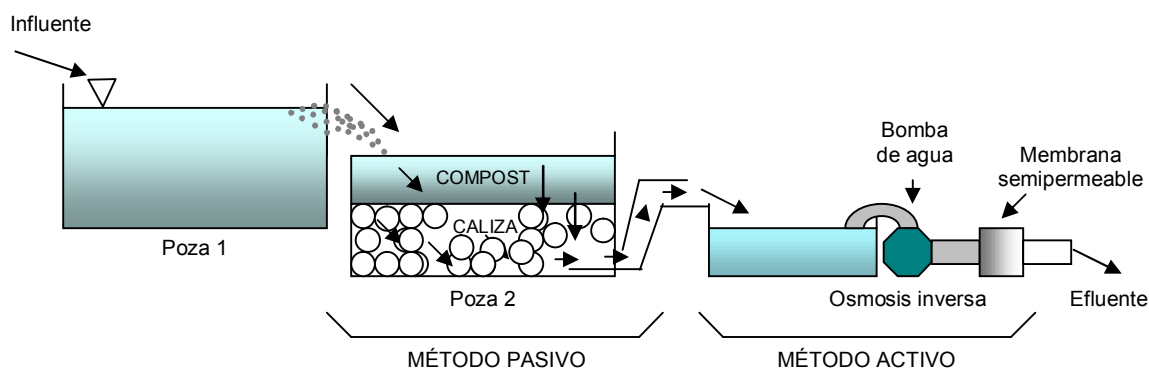 Influente
Poza 1
COMPOST
CALIZA
Poza 2
Bomba
de agua
Membrana
semipermeable
Osmosis inversa
Efluente
MÉTODO PASIVO
MÉTODO ACTIVO